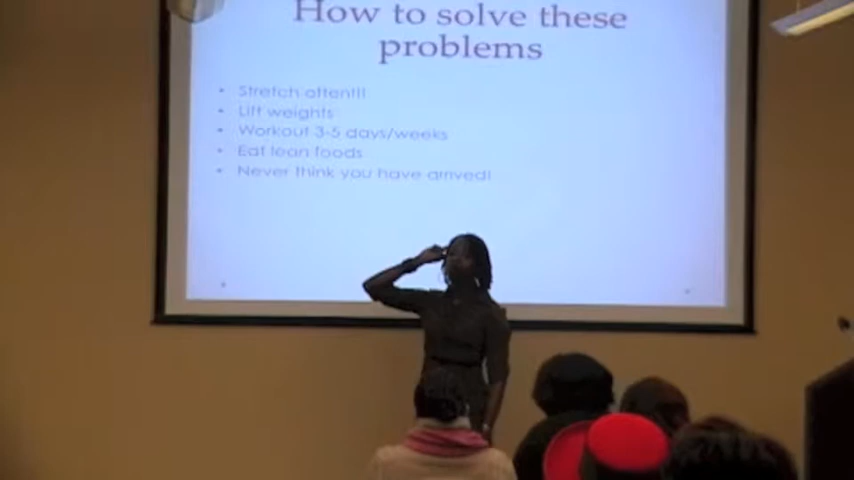 How to solve these
problems
• Stretch often!!!
• Lift weights
• Workout 3-5 days/weeks
• Eat lean foods
• Never think you have arrived!